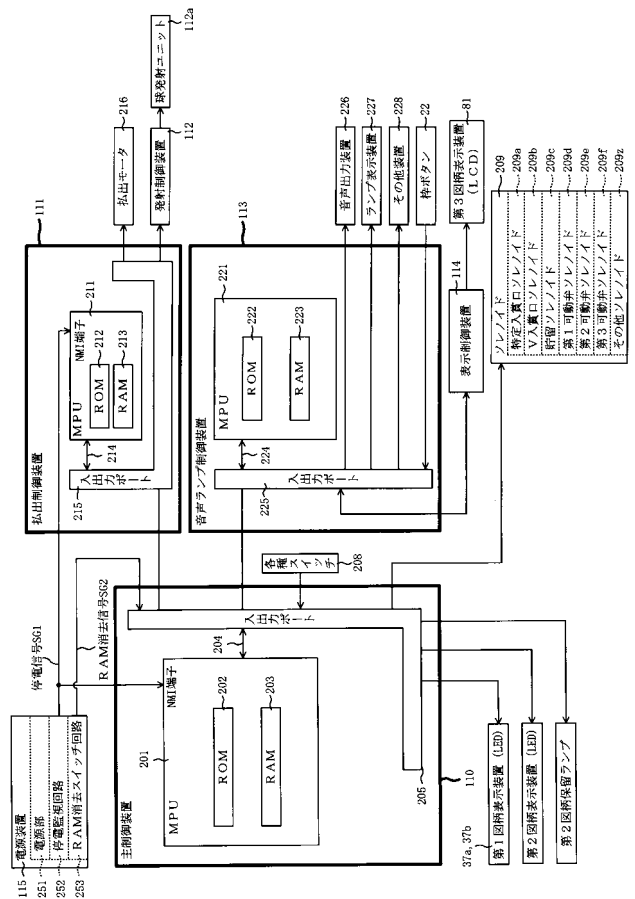 115
電源装置
251
電源部
252
停電監視回路
253
RAM消去スイッチ回路
停電信号SG1
RAM消去信号SG2
主制御装置
110
201
MPU
NMI端子
ROM
202
RAM
203
204
入出力ポート
205
各種スイッチ
208
37a, 37b
第1図柄表示装置(LED)
第2図柄表示装置(LED)
第2図柄保留ランプ
払出制御装置
111
MPU
NMI端子
211
ROM
212
RAM
213
214
入出力ポート
215
払出モータ
216
発射制御装置
112
球発射ユニット
112a
音声ランプ制御装置
113
MPU
221
ROM
222
RAM
223
224
入出力ポート
225
音声出力装置
226
ランプ表示装置
227
その他装置
228
枠ボタン
22
表示制御装置
114
第3図柄表示装置
(LCD)
81
ソレノイド
209
特定入賞口ソレノイド
209a
V入賞口ソレノイド
209b
貯留ソレノイド
209c
第1可動弁ソレノイド
209d
第2可動弁ソレノイド
209e
第3可動弁ソレノイド
209f
その他ソレノイド
209z